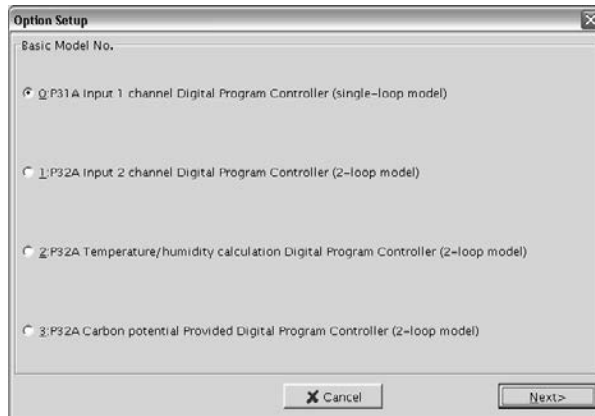 Option Setup
Basic Model No.
0:P31A Input 1 channel Digital Program Controller (single-loop model)
1:P32A Input 2 channel Digital Program Controller (2-loop model)
2:P32A Temperature/humidity calculation Digital Program Controller (2-loop model)
3:P32A Carbon potential Provided Digital Program Controller (2-loop model)
Cancel
Next>